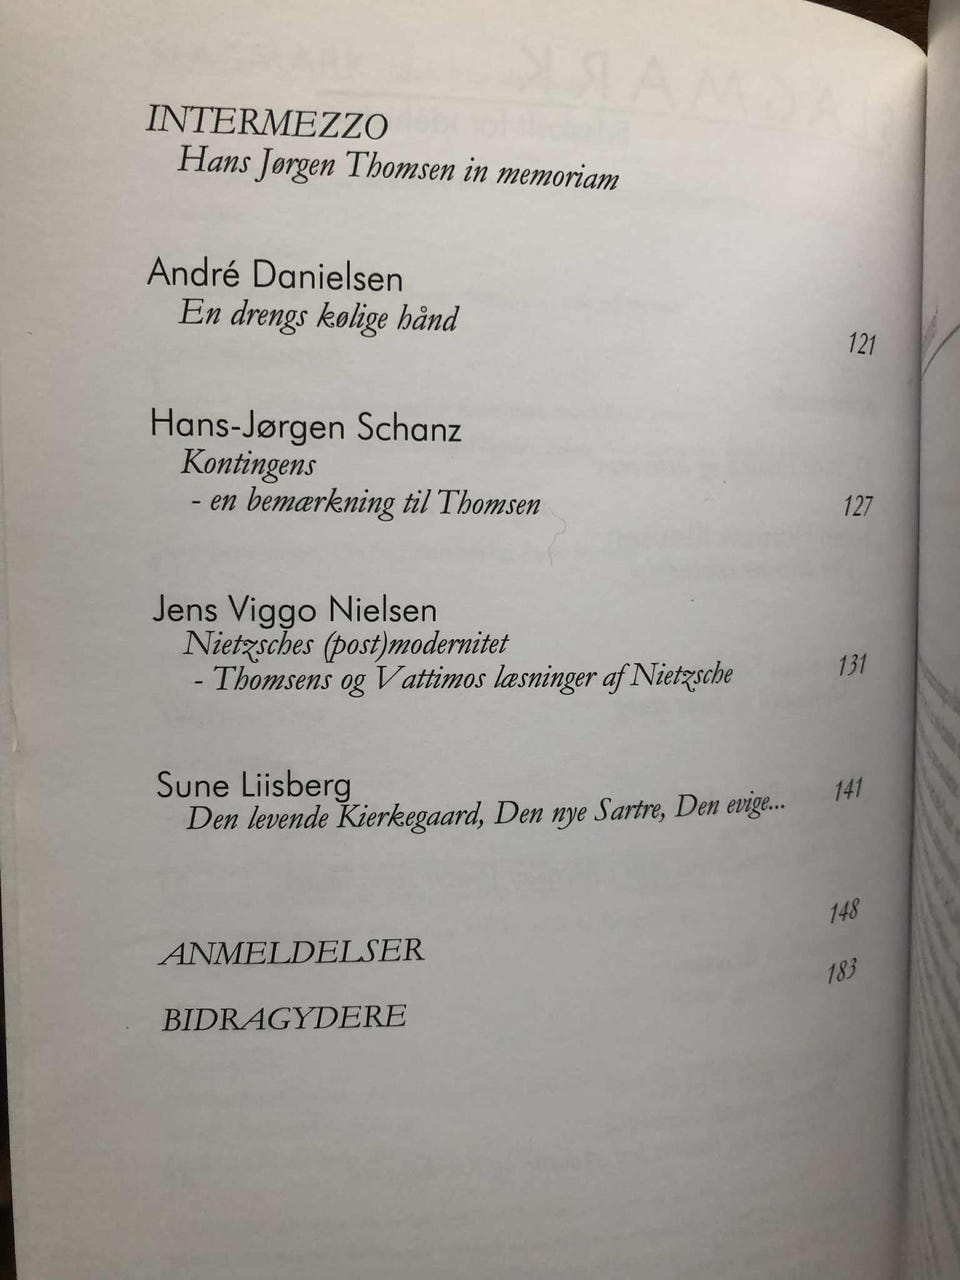 INTERMEZZO
Hans Jørgen Thomsen in memoriam
André Danielsen
En drengs kølige hånd 121
Hans-Jørgen Schanz
Kontingens
- en bemærkning til Thomsen 127
Jens Viggo Nielsen
Nietzsches (post)modernitet
- Thomsens og Vattimos læsninger af Nietzsche 131
Sune Liisberg
Den levende Kierkegaard, Den nye Sartre, Den evige... 141
ANMELDELSER 148
BIDRAGYDERE 183